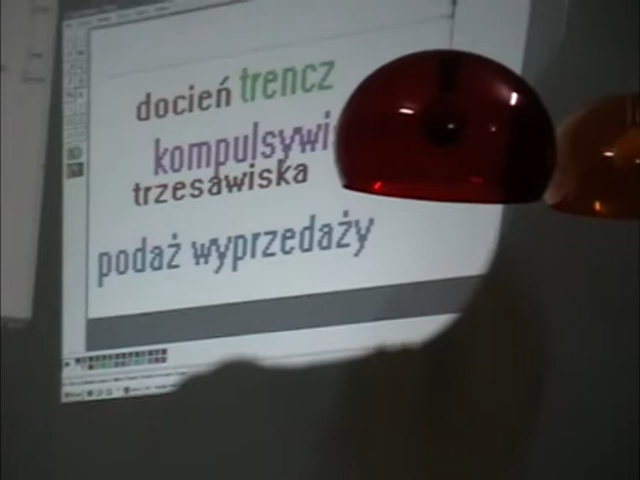 docień trencz
kompulsywi
trzesawiska
podaż wyprzedaży